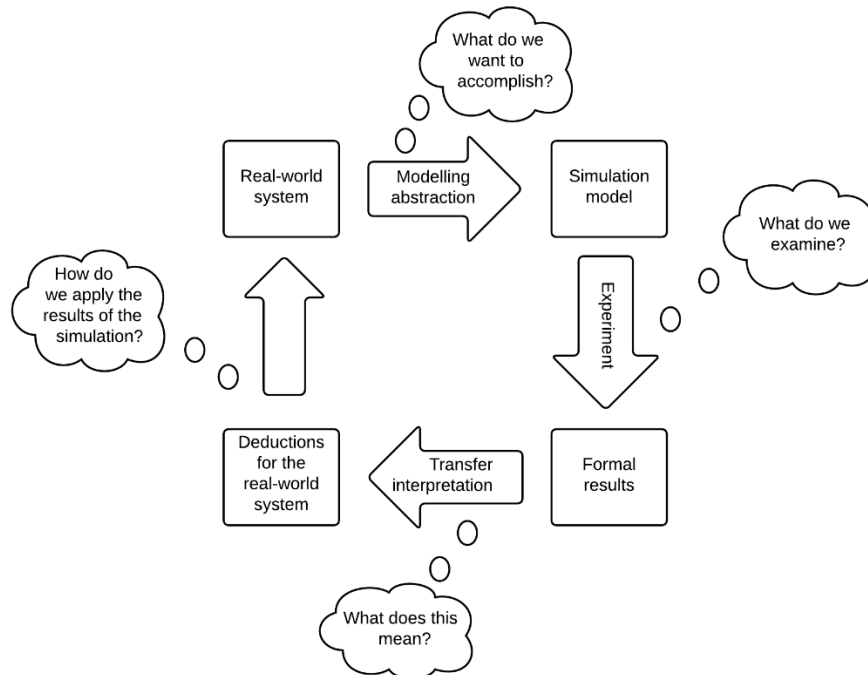 What do we
want to
accomplish?
Real-world
system
Modelling
abstraction
Simulation
model
What do we
examine?
How do
we apply the
results of the
simulation?
Experiment
Deductions
for the
real-world
system
Transfer
interpretation
Formal
results
What does this
mean?